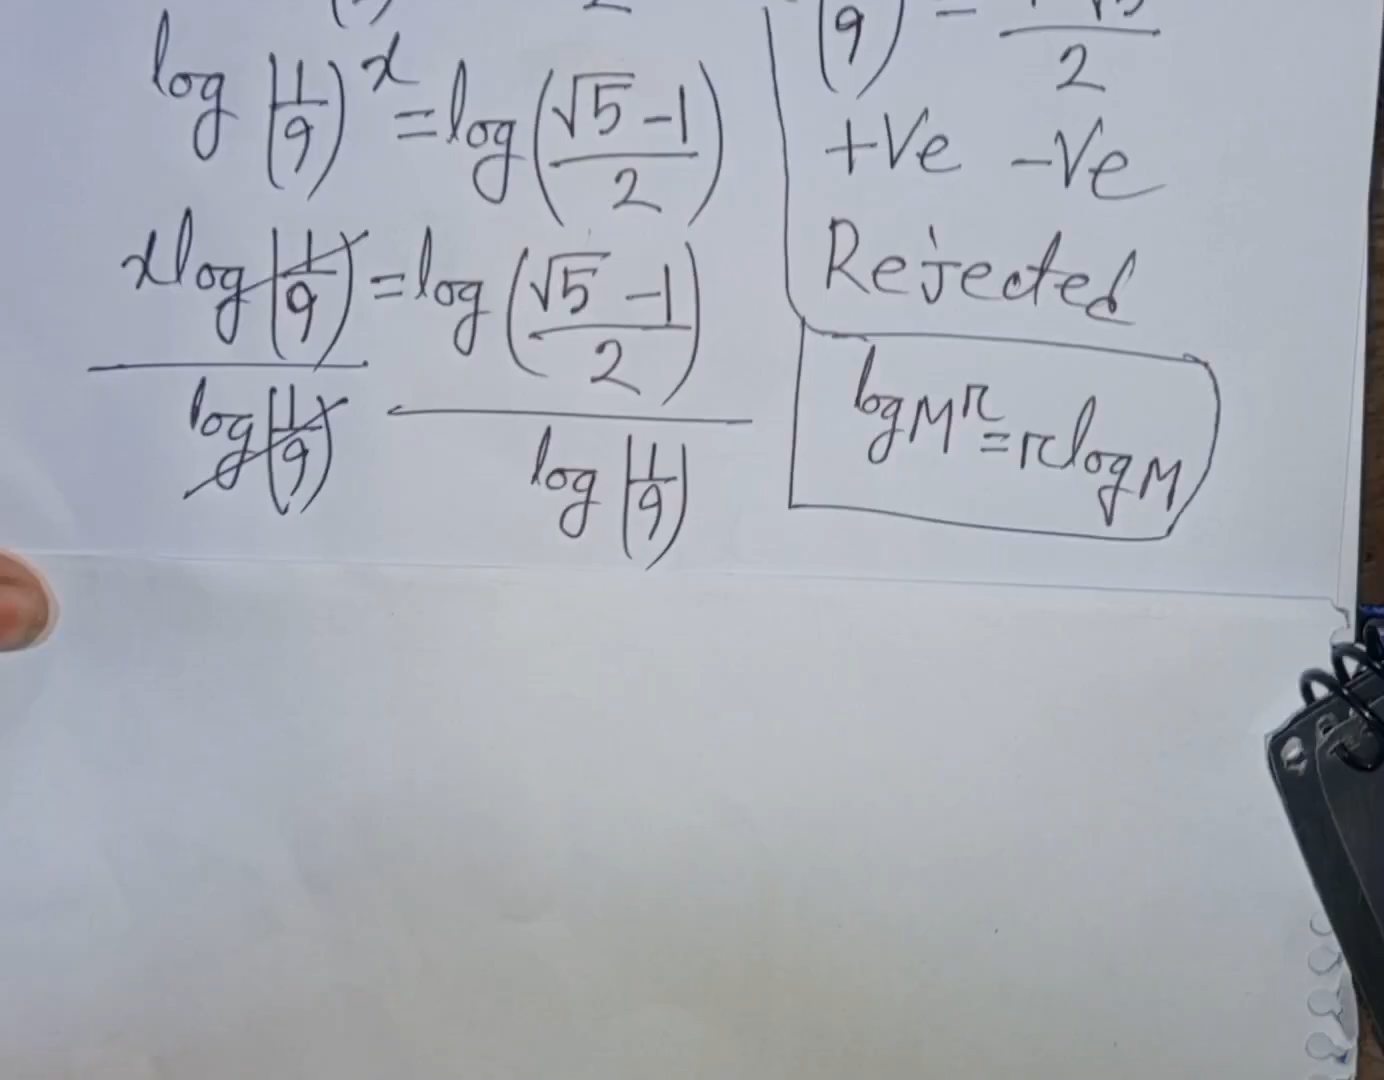 log (1/9)^x = log((√5 - 1)/2)
x log (1/9) = log((√5 - 1)/2)
log (1/9) log (1/9)
(9) = √5
2
+Ve -Ve
Rejected
log M^r = r log M